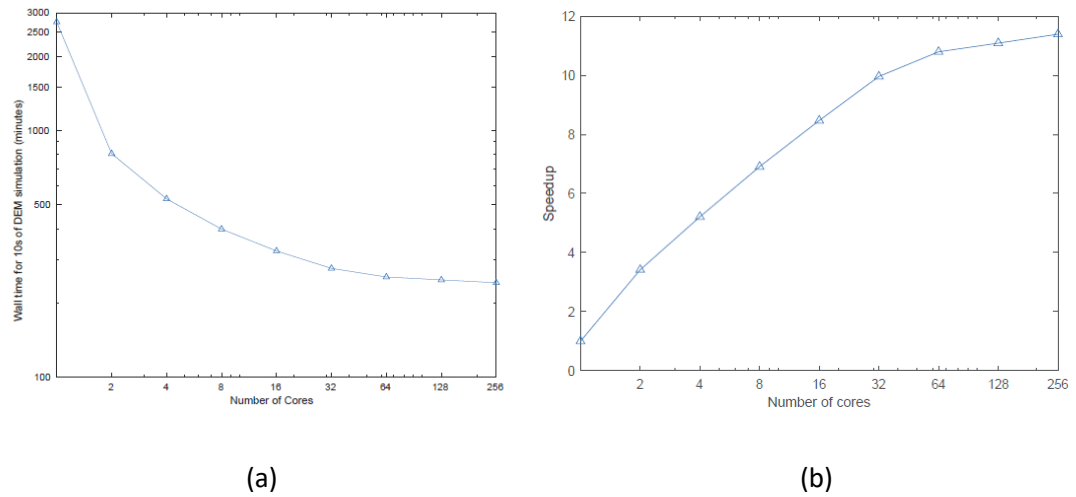 3000
2500
2000
1500
1000
500
100
Wall time for 10s of DEM simulation (minutes)
2 4 8 16 32 64 128 256
Number of Cores
(a)
12
10
8
6
4
2
0
Speedup
2 4 8 16 32 64 128 256
Number of cores
(b)